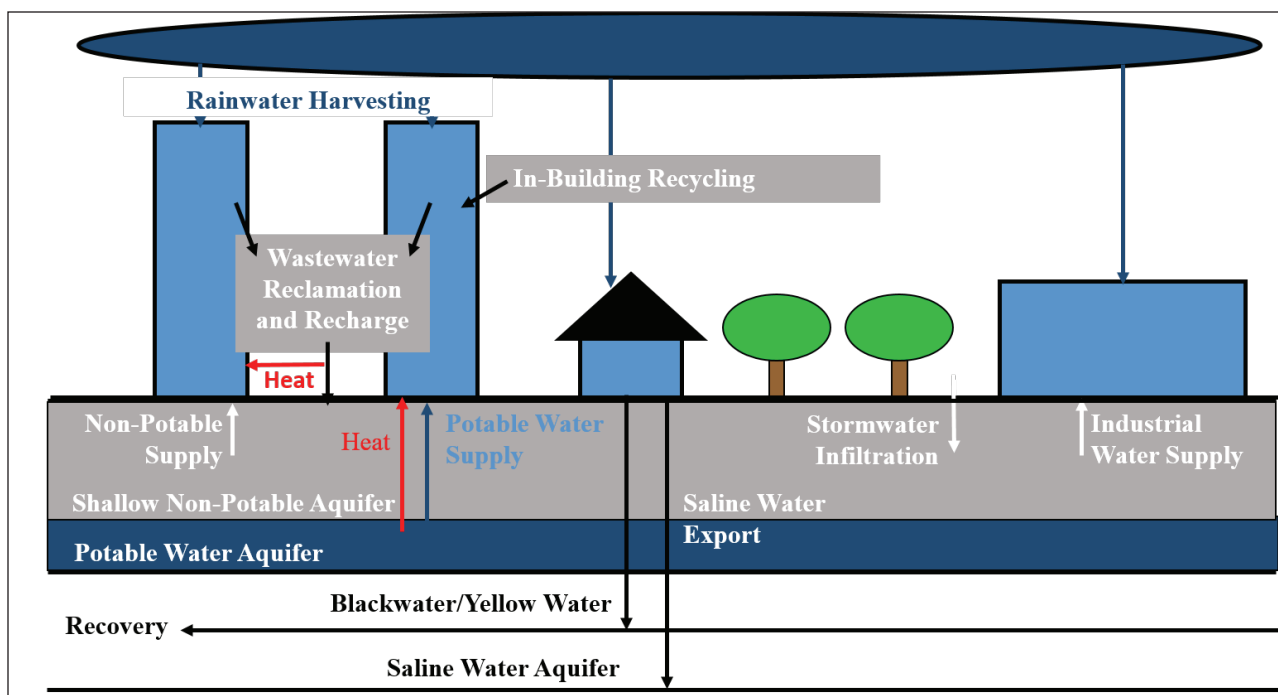 Rainwater Harvesting
In-Building Recycling
Wastewater
Reclamation
and Recharge
Heat
Non-Potable
Supply
Heat
Potable Water
Supply
Stormwater
Infiltration
Industrial
Water Supply
Shallow Non-Potable Aquifer
Saline Water
Export
Potable Water Aquifer
Blackwater/Yellow Water
Recovery
Saline Water Aquifer